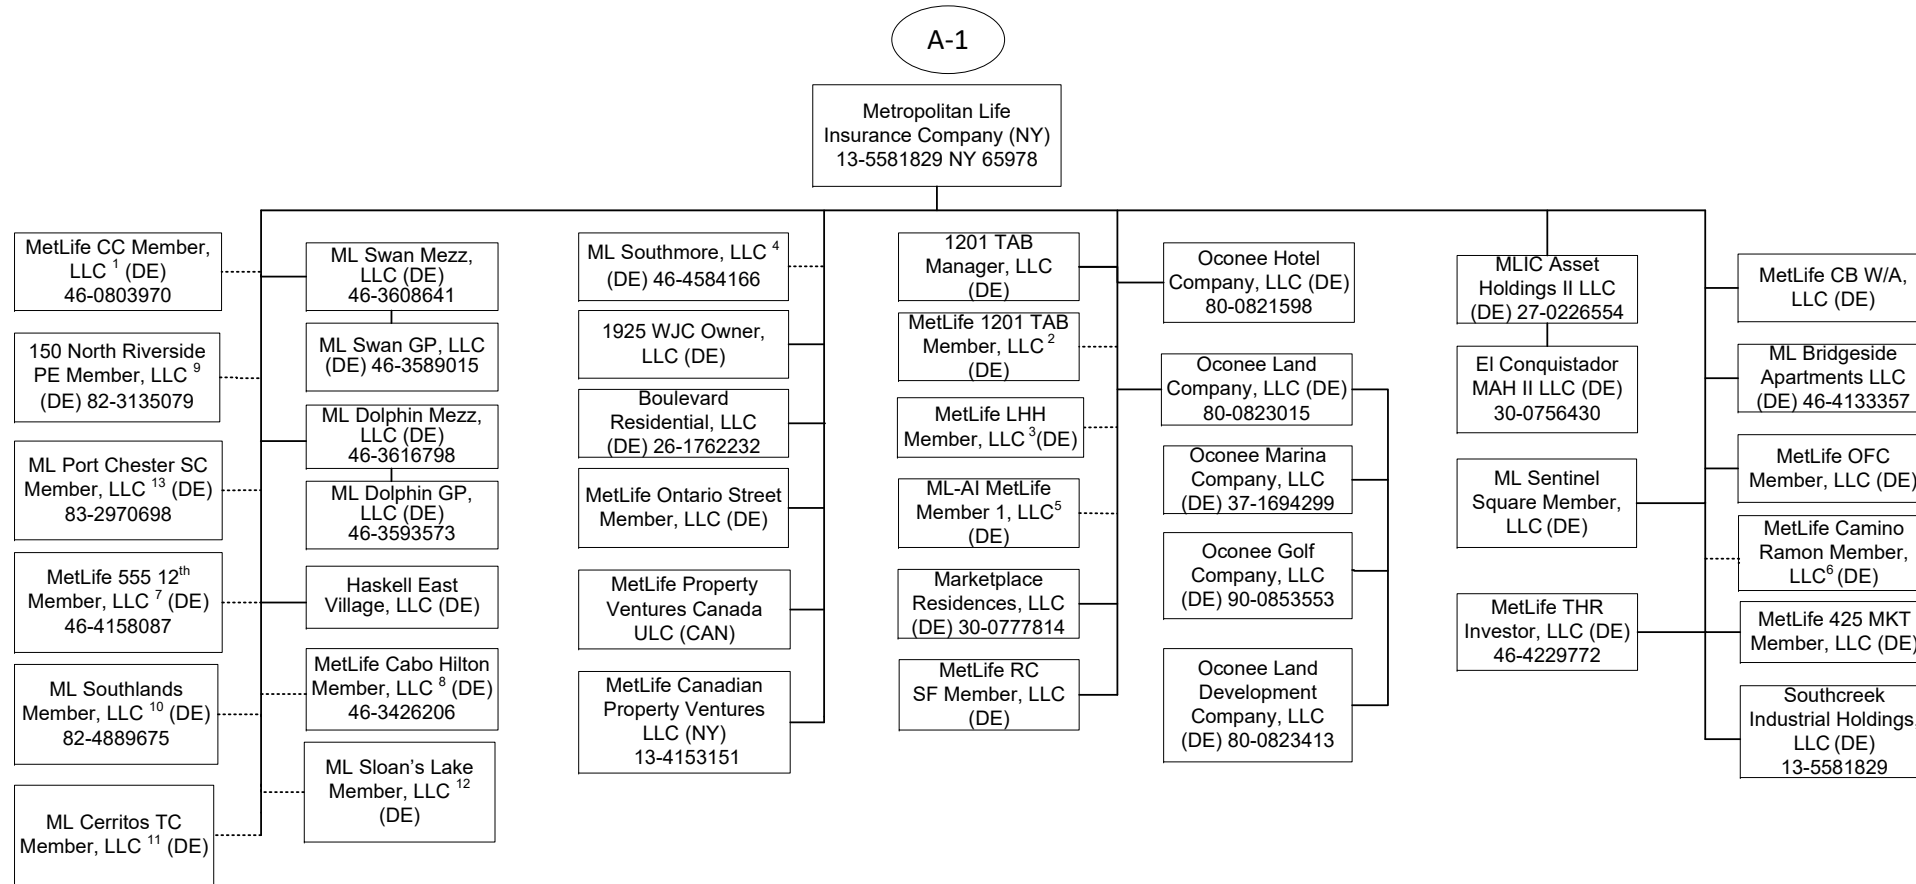 A-1
Metropolitan Life
Insurance Company (NY)
13-5581829 NY 65978
MetLife CC Member,
LLC 1 (DE)
46-0803970
150 North Riverside
PE Member, LLC 9
(DE) 82-3135079
ML Port Chester SC
Member, LLC 13 (DE)
83-2970698
MetLife 555 12th
Member, LLC 7 (DE)
46-4158087
ML Southlands
Member, LLC 10 (DE)
82-4889675
ML Cerritos TC
Member, LLC 11 (DE)
ML Swan Mezz,
LLC (DE)
46-3608641
ML Swan GP, LLC
(DE) 46-3589015
ML Dolphin Mezz,
LLC (DE)
46-3616798
ML Dolphin GP,
LLC (DE)
46-3593573
Haskell East
Village, LLC (DE)
MetLife Cabo Hilton
Member, LLC 8 (DE)
46-3426206
ML Sloan’s Lake
Member, LLC 12
(DE)
ML Southmore, LLC 4
(DE) 46-4584166
1925 WJC Owner,
LLC (DE)
Boulevard
Residential, LLC
(DE) 26-1762232
MetLife Ontario Street
Member, LLC (DE)
MetLife Property
Ventures Canada
ULC (CAN)
MetLife Canadian
Property Ventures
LLC (NY)
13-4153151
1201 TAB
Manager, LLC
(DE)
MetLife 1201 TAB
Member, LLC 2
(DE)
MetLife LHH
Member, LLC 3(DE)
ML-AI MetLife
Member 1, LLC5
(DE)
Marketplace
Residences, LLC
(DE) 30-0777814
MetLife RC
SF Member, LLC
(DE)
Oconee Hotel
Company, LLC (DE)
80-0821598
Oconee Land
Company, LLC (DE)
80-0823015
Oconee Marina
Company, LLC
(DE) 37-1694299
Oconee Golf
Company, LLC
(DE) 90-0853553
Oconee Land
Development
Company, LLC
(DE) 80-0823413
MLIC Asset
Holdings II LLC
(DE) 27-0226554
El Conquistador
MAH II LLC (DE)
30-0756430
ML Sentinel
Square Member,
LLC (DE)
MetLife THR
Investor, LLC (DE)
46-4229772
MetLife CB W/A,
LLC (DE)
ML Bridgeside
Apartments LLC
(DE) 46-4133357
MetLife OFC
Member, LLC (DE)
MetLife Camino
Ramon Member,
LLC6 (DE)
MetLife 425 MKT
Member, LLC (DE)
Southcreek
Industrial Holdings,
LLC (DE)
13-5581829